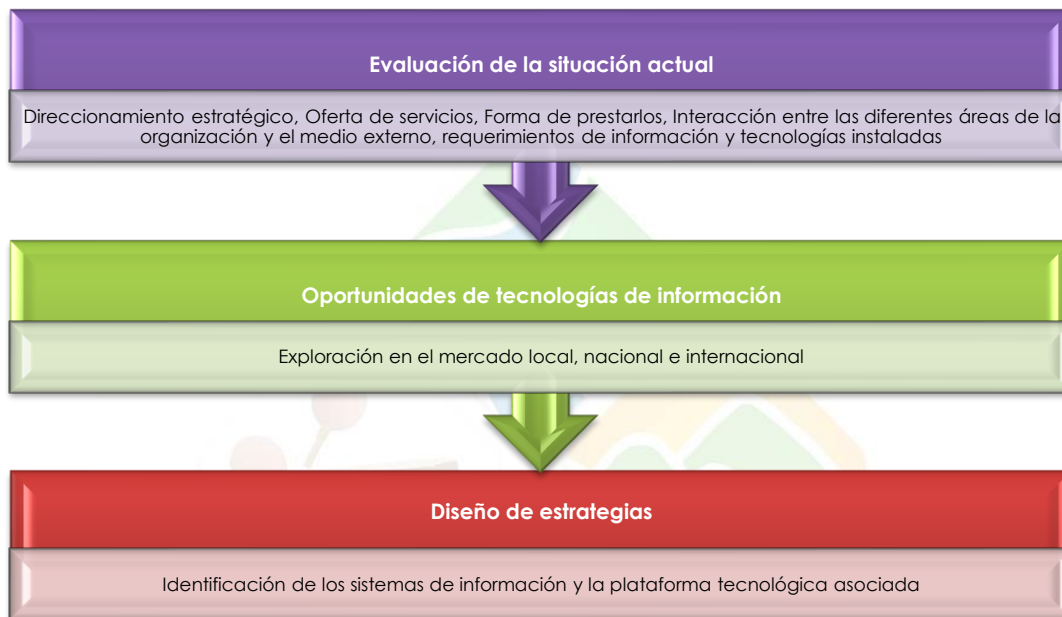 Evaluación de la situación actual
Direccionamiento estratégico, Oferta de servicios, Forma de prestarlos, Interacción entre las diferentes áreas de la
organización y el medio externo, requerimientos de información y tecnologías instaladas
Oportunidades de tecnologías de información
Exploración en el mercado local, nacional e internacional
Diseño de estrategias
Identificación de los sistemas de información y la plataforma tecnológica asociada